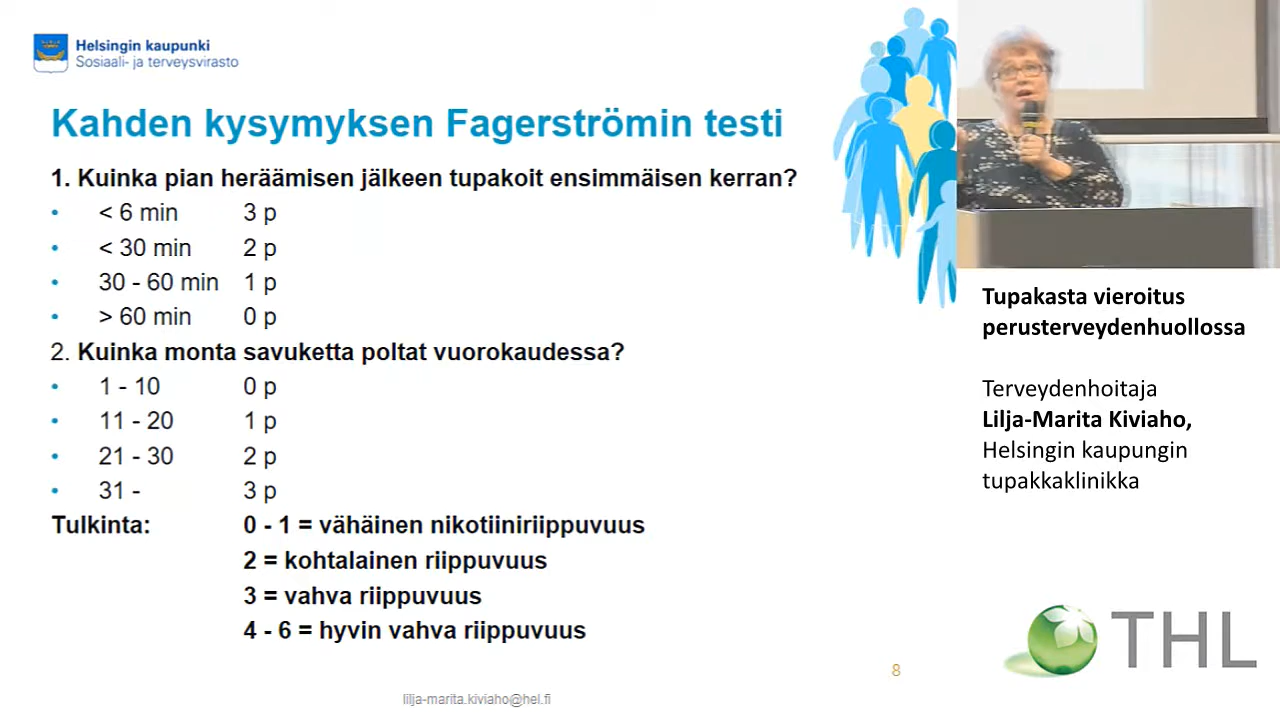 Helsingin kaupunki
Sosiaali- ja terveysvirasto
Kahden kysymyksen Fagerströmin testi
1. Kuinka pian heräämisen jälkeen tupakoit ensimmäisen kerran?
• < 6 min 3 p
• < 30 min 2 p
• 30 - 60 min 1 p
• > 60 min 0 p
2. Kuinka monta savuketta poltat vuorokaudessa?
• 1 - 10 0 p
• 11 - 20 1 p
• 21 - 30 2 p
• 31 - 3 p
Tulkinta: 0 - 1 = vähäinen nikotiiniriippuvuus
2 = kohtalainen riippuvuus
3 = vahva riippuvuus
4 - 6 = hyvin vahva riippuvuus
8
lilja-marita.kiviaho@hel.fi
Tupakasta vieroitus
perusterveydenhuollossa
Terveydenhoitaja
Lilja-Marita Kiviaho,
Helsingin kaupungin
tupakkaklinikka
THL